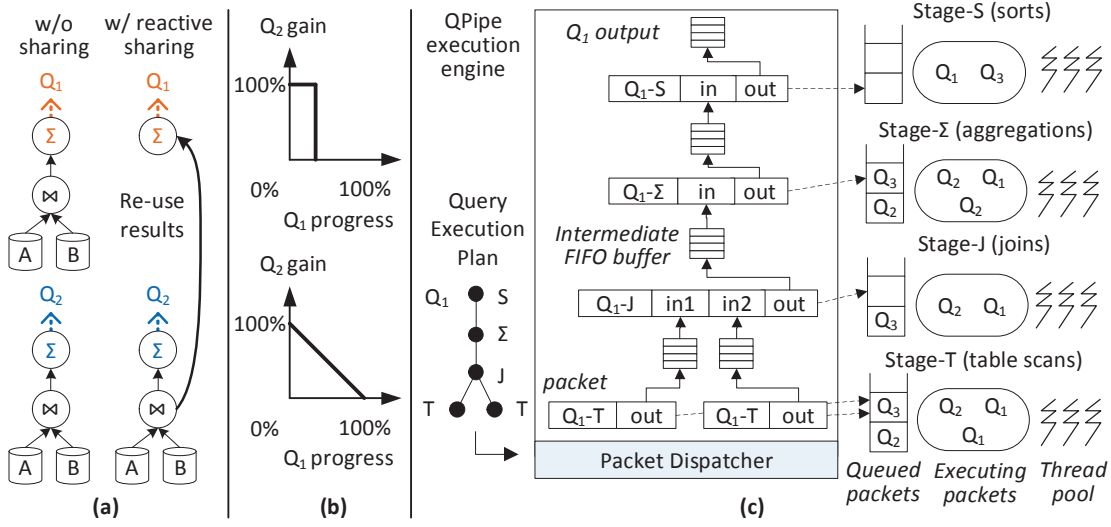 w/o
sharing
w/ reactive
sharing
Q1
Q1
Σ
Σ
⋈
Re-use
results
A
B
Q2
Q2
Σ
Σ
⋈
⋈
A
B
A
B
(a)
Q2 gain
100%
0%
100%
Q1 progress
Q2 gain
100%
0%
100%
Q1 progress
(b)
QPipe
execution
engine
Query
Execution
Plan
Q1
S
Σ
J
T
T
Q1 output
Q1-S
in
out
Q1-Σ
in
out
Intermediate
FIFO buffer
Q1-J
in1
in2
out
packet
Q1-T
out
Q1-T
out
Packet Dispatcher
(c)
Stage-S (sorts)
Q1
Q3
Stage-Σ (aggregations)
Q3
Q2
Q2
Q1
Q2
Stage-J (joins)
Q3
Q2
Q1
Stage-T (table scans)
Q3
Q2
Q2
Q1
Q1
Queued
packets
Executing
packets
Thread
pool